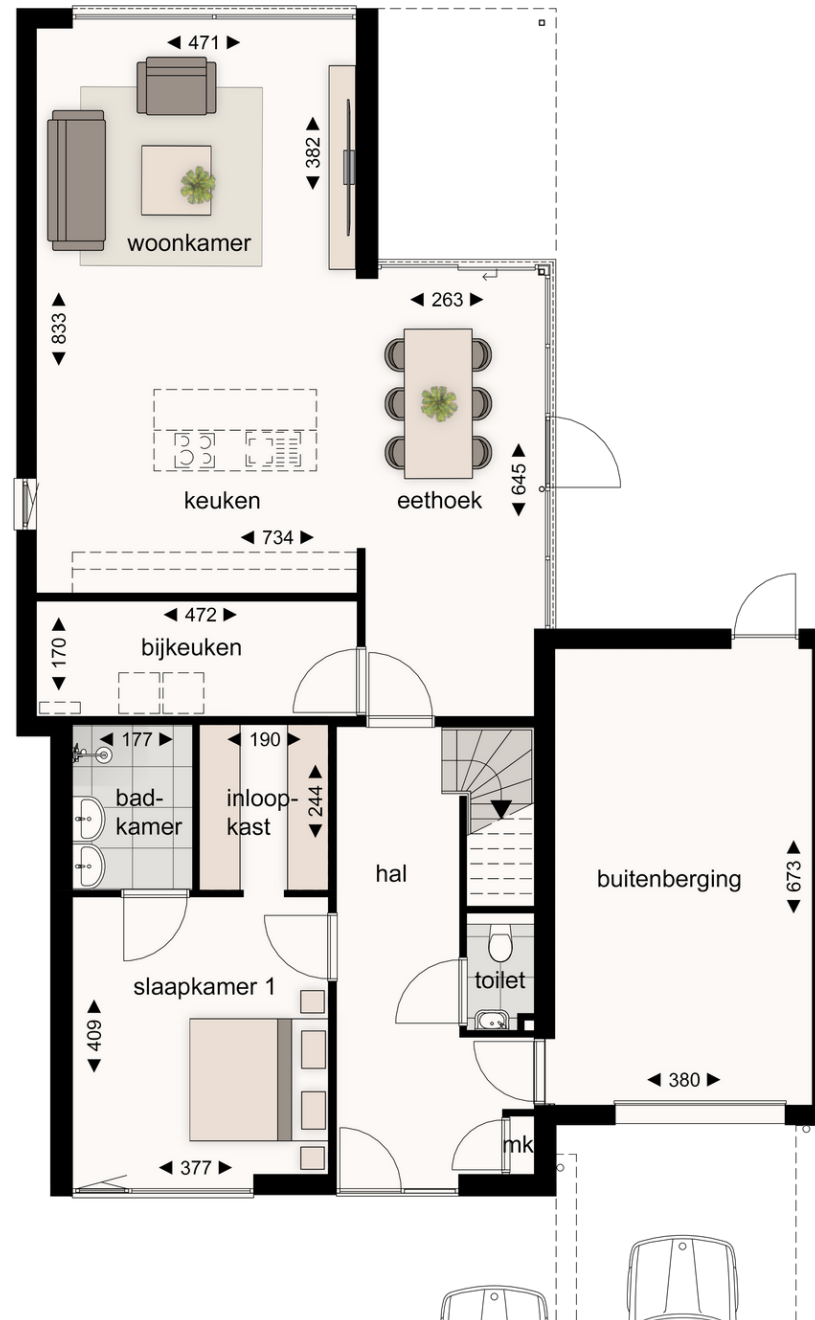 471
382
woonkamer
263
833
645
keuken
eethoek
734
472
170
bijkeuken
177
190
244
bad-
kamer
inloop-
kast
hal
buitenberging
673
toilet
slaapkamer 1
409
380
mk
377